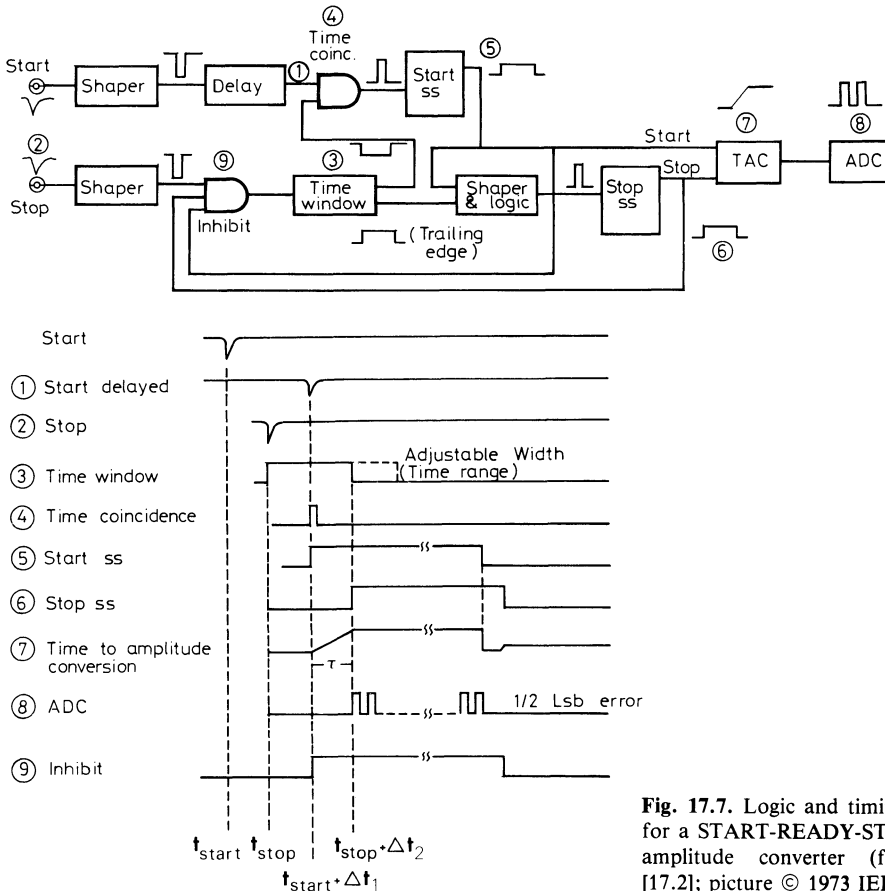 ④
Time
coinc.
⑤
Start
Shaper
Delay
①
Start
ss
②
Stop
Shaper
⑨
Inhibit
③
Time
window
(Trailing
edge)
Shaper
& logic
Stop
ss
Start
Stop
⑥
⑦
TAC
⑧
ADC
Start
① Start delayed
② Stop
③ Time window
Adjustable Width
(Time range)
④ Time coincidence
⑤ Start ss
⑥ Stop ss
⑦ Time to amplitude
conversion
τ
⑧ ADC
1/2 Lsb error
⑨ Inhibit
t_start
t_stop
t_stop + Δt_2
t_start + Δt_1
Fig. 17.7. Logic and timi
for a START-READY-ST
amplitude converter (f
[17.2]; picture © 1973 IE